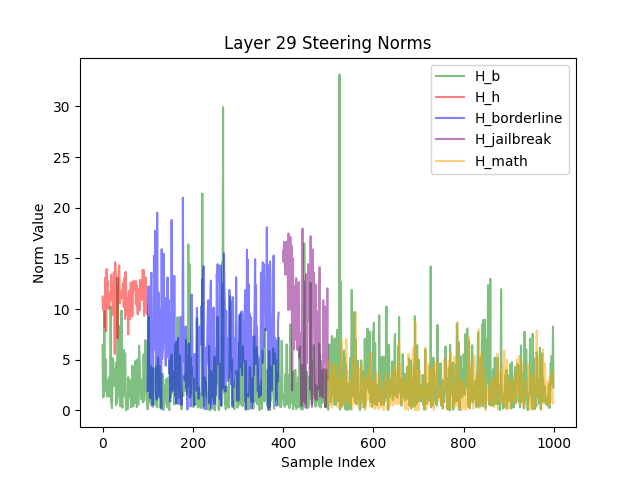 Layer 29 Steering Norms
H_b
H_h
H_borderline
H_jailbreak
H_math
30
25
20
15
10
5
0
Norm Value
0
200
400
600
800
1000
Sample Index